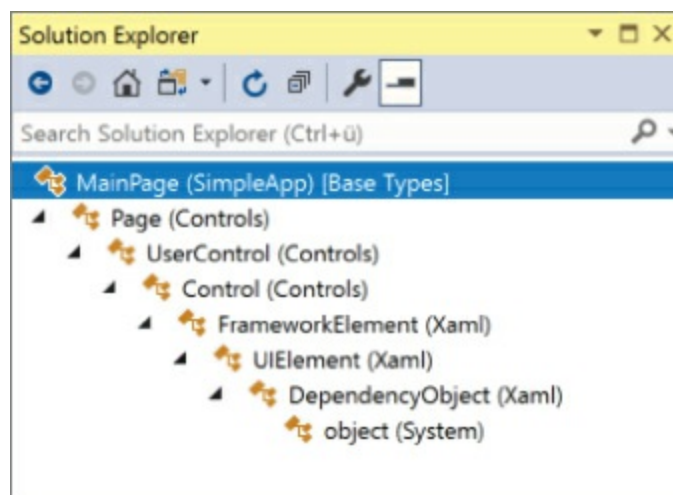 Solution Explorer
Search Solution Explorer (Ctrl+ü)
MainPage (SimpleApp) [Base Types]
Page (Controls)
UserControl (Controls)
Control (Controls)
FrameworkElement (Xaml)
UIElement (Xaml)
DependencyObject (Xaml)
object (System)